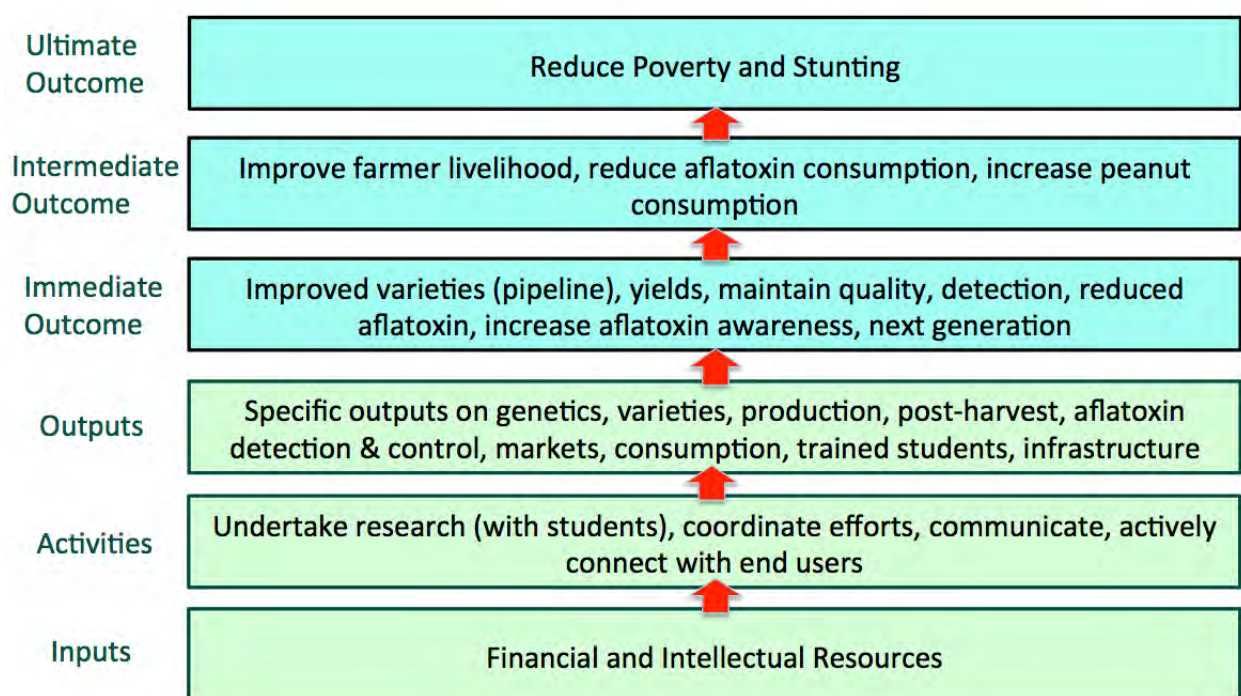 Ultimate
Outcome
Reduce Poverty and Stunting
Intermediate
Outcome
Improve farmer livelihood, reduce aflatoxin consumption, increase peanut
consumption
Immediate
Outcome
Improved varieties (pipeline), yields, maintain quality, detection, reduced
aflatoxin, increase aflatoxin awareness, next generation
Outputs
Specific outputs on genetics, varieties, production, post-harvest, aflatoxin
detection & control, markets, consumption, trained students, infrastructure
Activities
Undertake research (with students), coordinate efforts, communicate, actively
connect with end users
Inputs
Financial and Intellectual Resources